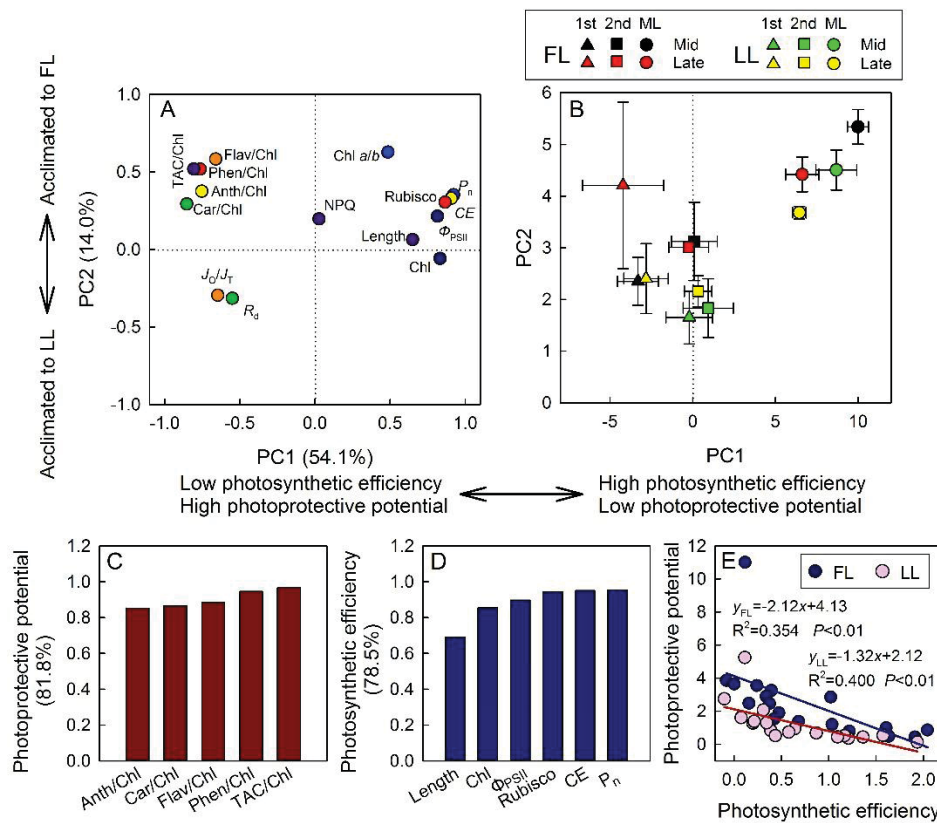 1st 2nd ML 1st 2nd ML
FL Mid LL Mid
Late Late
Acclimated to FL
Acclimated to LL
A
PC2 (14.0%)
1.0
0.5
0.0
-0.5
-1.0
TAC/Chl
Flav/Chl
Phen/Chl
Anth/Chl
Car/Chl
Chl a/b
NPQ
Rubisco
Pn
CE
ΦPSII
Length
Chl
JO/JT
Rd
-1.0 -0.5 0.0 0.5 1.0
PC1 (54.1%)
B
PC2
6
5
4
3
2
1
0
-5 0 5 10
PC1
Low photosynthetic efficiency
High photoprotective potential
High photosynthetic efficiency
Low photoprotective potential
C
Photoprotective potential
(81.8%)
1.2
1.0
0.8
0.6
0.4
0.2
0.0
Anth/Chl
Car/Chl
Flav/Chl
Phen/Chl
TAC/Chl
D
Photosynthetic efficiency
(78.5%)
1.2
1.0
0.8
0.6
0.4
0.2
0.0
Length
Chl
ΦPSII
Rubisco
CE
Pn
E
FL LL
Photoprotective potential
12
10
8
6
4
2
0
yFL=-2.12x+4.13
R²=0.354 P<0.01
yLL=-1.32x+2.12
R²=0.400 P<0.01
0.0 0.5 1.0 1.5 2.0
Photosynthetic efficiency